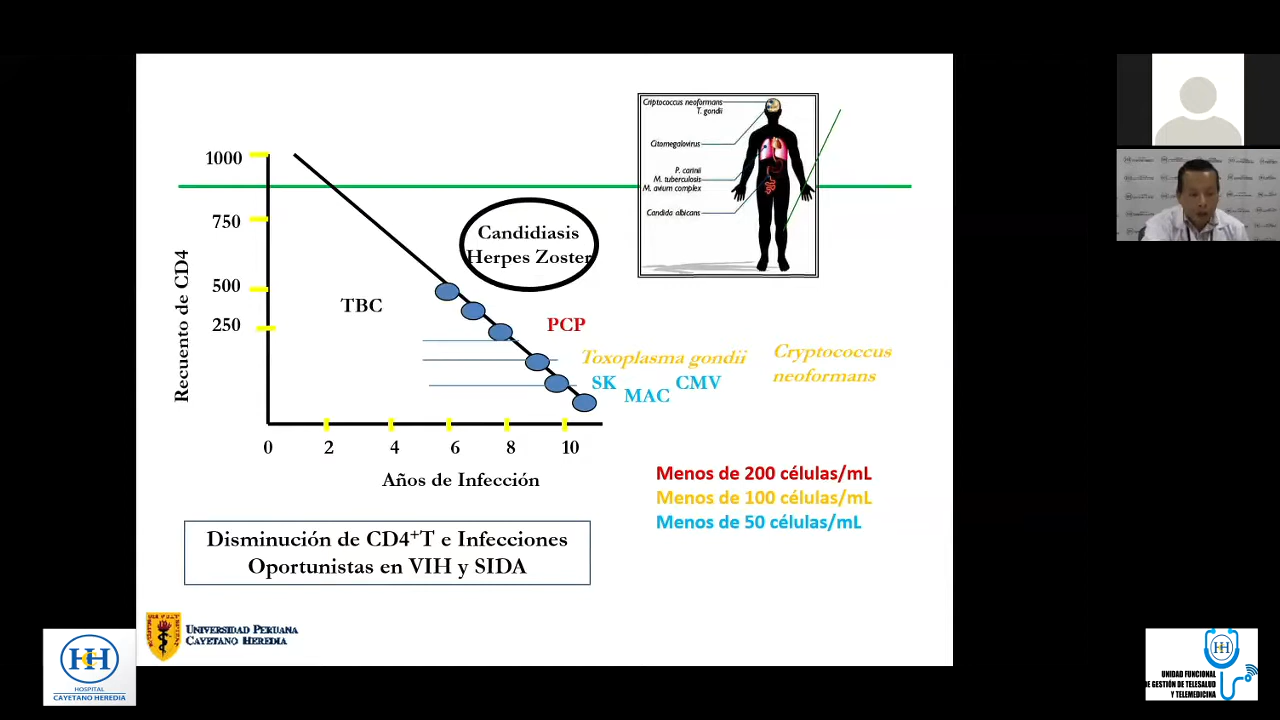 1000
750
500
250
Recuento de CD4
0
2
4
6
8
10
Años de Infección
TBC
Candidiasis
Herpes Zoster
PCP
Toxoplasma gondii
Cryptococcus
neoformans
SK
MAC
CMV
Criptococcus neoformans
T. gondii
Citomegalovirus
P. carinii
M. tuberculosis
M. avium complex
Candida albicans
Menos de 200 células/mL
Menos de 100 células/mL
Menos de 50 células/mL
Disminución de CD4+T e Infecciones
Oportunistas en VIH y SIDA
UNIVERSIDAD PERUANA
CAYETANO HEREDIA
HCH
HOSPITAL
CAYETANO HEREDIA
UNIDAD FUNCIONAL
DE GESTIÓN DE TELESALUD
Y TELEMEDICINA